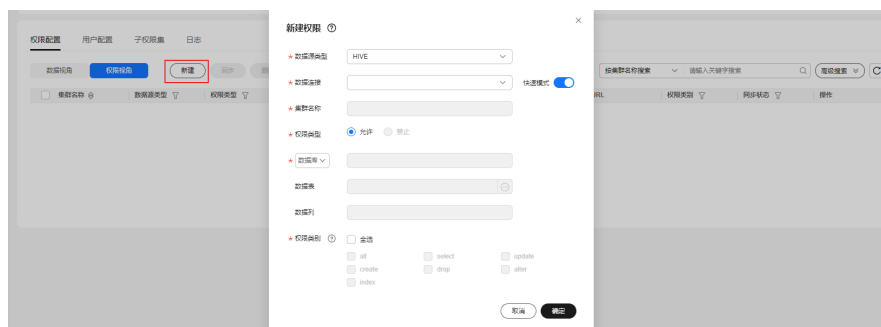 新建权限
权限配置 用户配置 子权限集 日志
数据源类型 HIVE
数据视角 权限视角 新建 同步
数据连接 快速模式
按集群名称搜索 请输入关键字搜索 高级搜索
集群名称 数据源类型 权限类型
URL 权限类别 同步状态 操作
集群名称
权限类型 允许 禁止
数据库
数据表
数据列
权限类别 全选
all select update
create drop alter
index
取消 确定